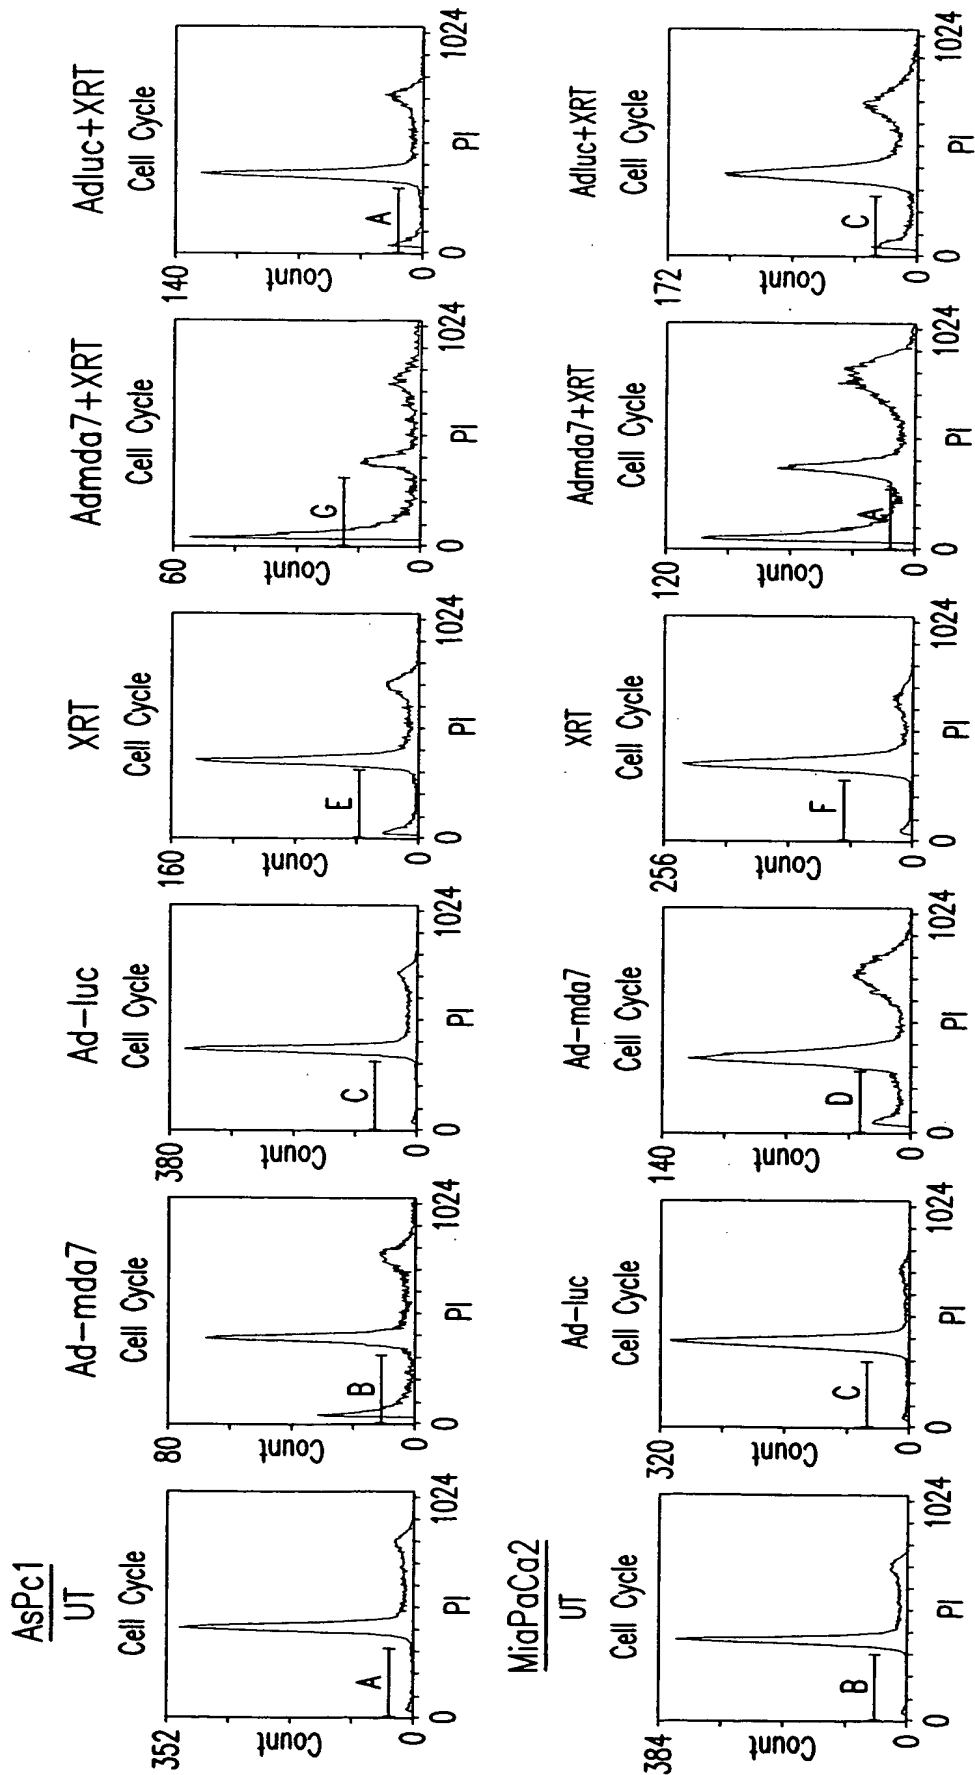 AsPc1
UT
Cell Cycle
352
Count
0
A
0
PI
1024
Ad-mda7
Cell Cycle
80
Count
0
B
0
PI
1024
Ad-luc
Cell Cycle
380
Count
0
C
0
PI
1024
XRT
Cell Cycle
160
Count
0
E
0
PI
1024
Admda7+XRT
Cell Cycle
60
Count
0
G
0
PI
1024
Adluc+XRT
Cell Cycle
140
Count
0
A
0
PI
1024
MiaPaCa2
UT
Cell Cycle
384
Count
0
B
0
PI
1024
Ad-luc
Cell Cycle
320
Count
0
C
0
PI
1024
Ad-mda7
Cell Cycle
140
Count
0
D
0
PI
1024
XRT
Cell Cycle
256
Count
0
F
0
PI
1024
Admda7+XRT
Cell Cycle
120
Count
0
A
0
PI
1024
Adluc+XRT
Cell Cycle
172
Count
0
C
0
PI
1024